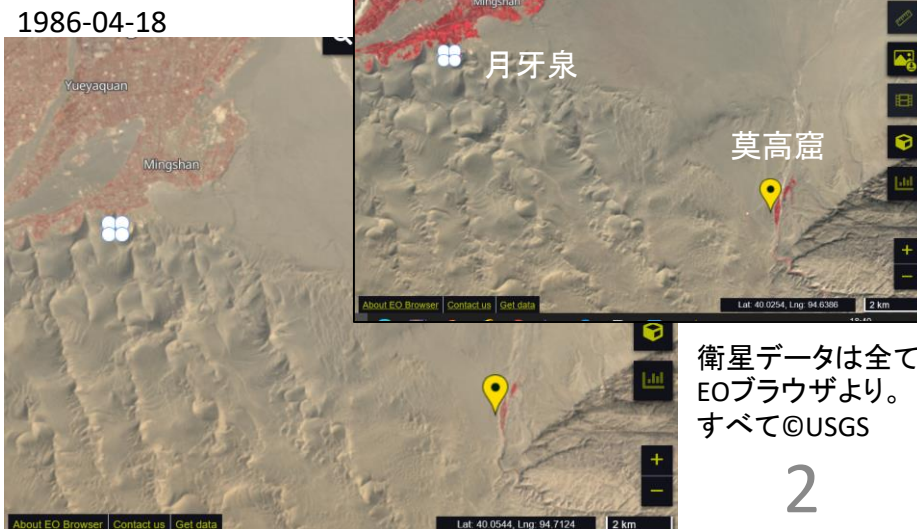 1986-04-18
Yueyaquan
Mingshan
Mingshan
月牙泉
莫高窟
About EO Browser Contact us Get data
Lat: 40.0254, Lng: 94.6386
2 km
衛星データは全て
EOブラウザより。
すべて©USGS
2
About EO Browser Contact us Get data
Lat: 40.0544, Lng: 94.7124
2 km